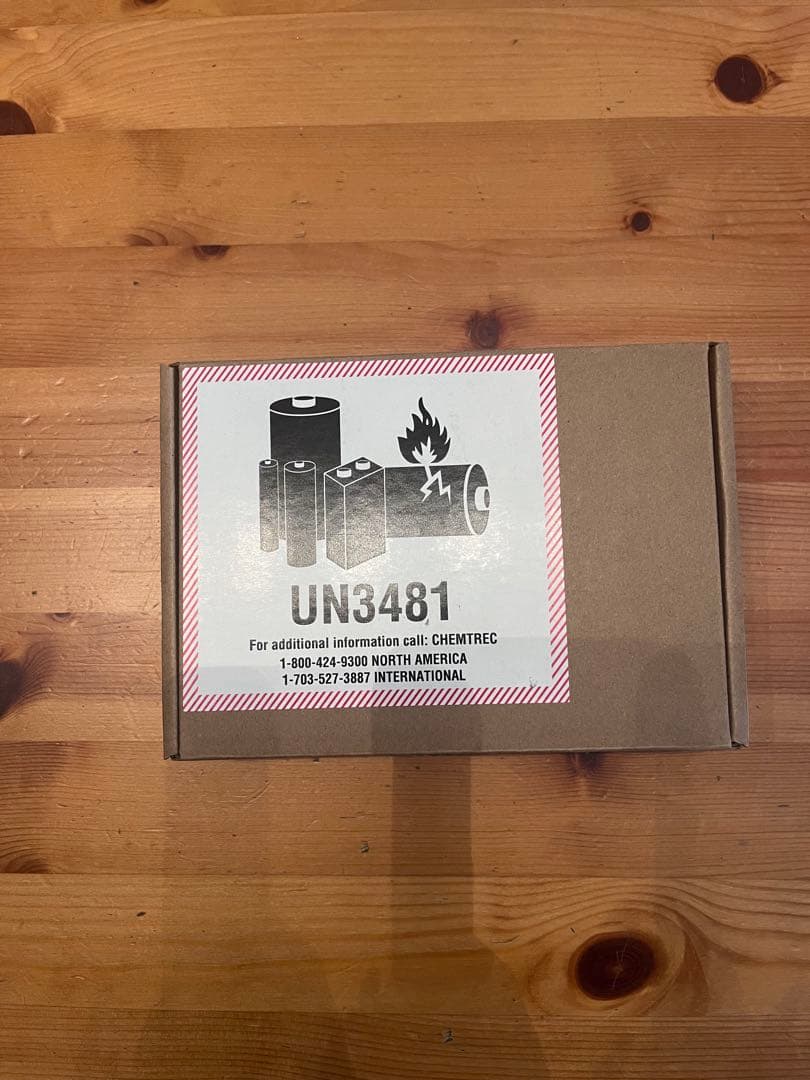 UN3481
For additional information call: CHEMTREC
1-800-424-9300 NORTH AMERICA
1-703-527-3887 INTERNATIONAL